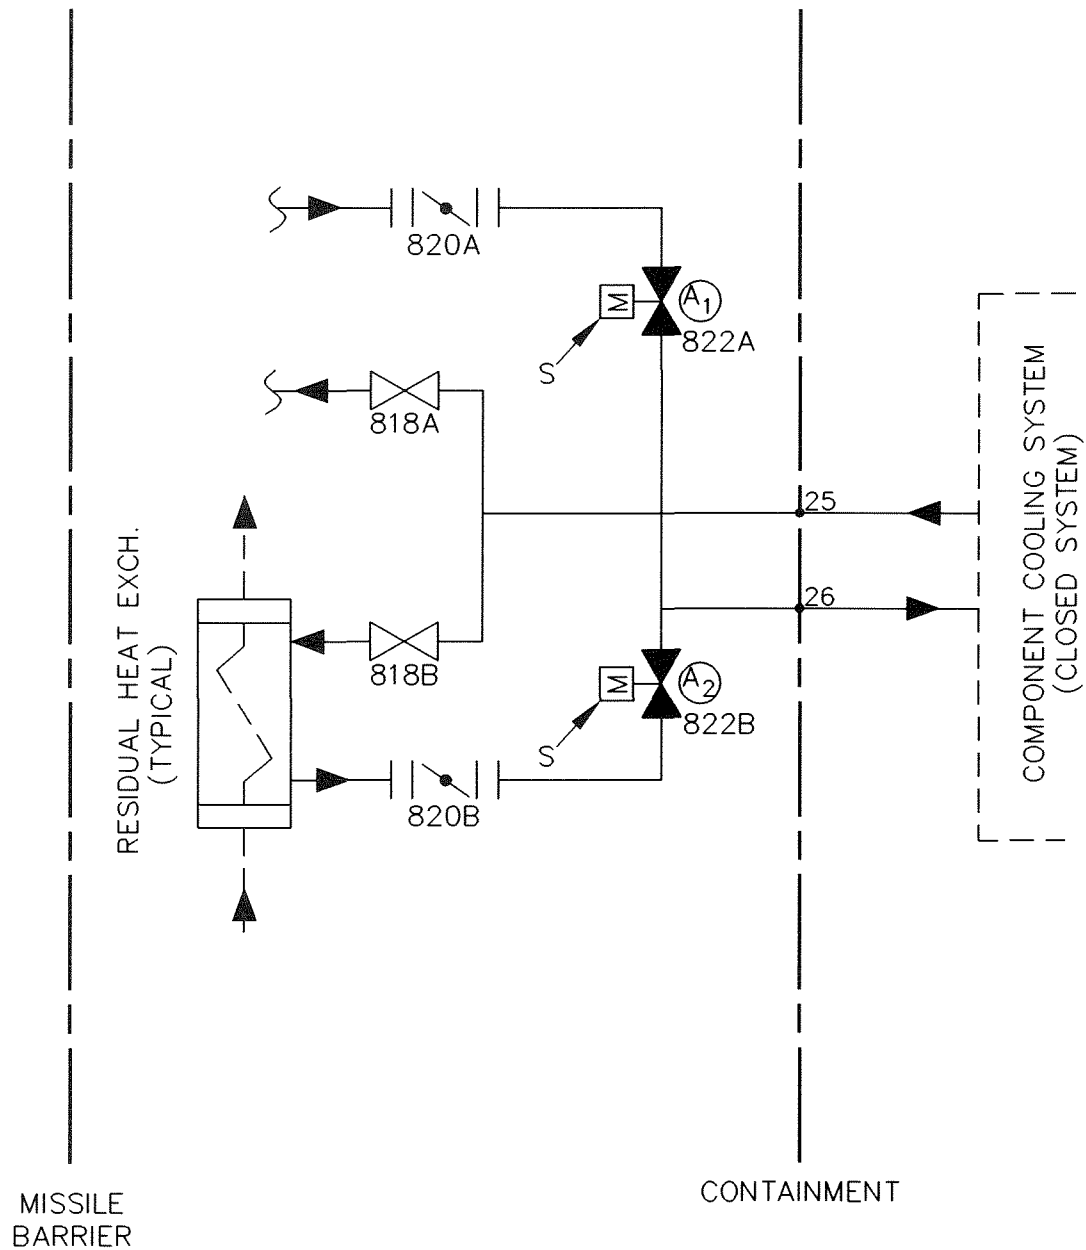 820A
M
A1
822A
S
818A
25
26
RESIDUAL HEAT EXCH.
(TYPICAL)
818B
M
A2
822B
S
820B
COMPONENT COOLING SYSTEM
(CLOSED SYSTEM)
MISSILE
BARRIER
CONTAINMENT